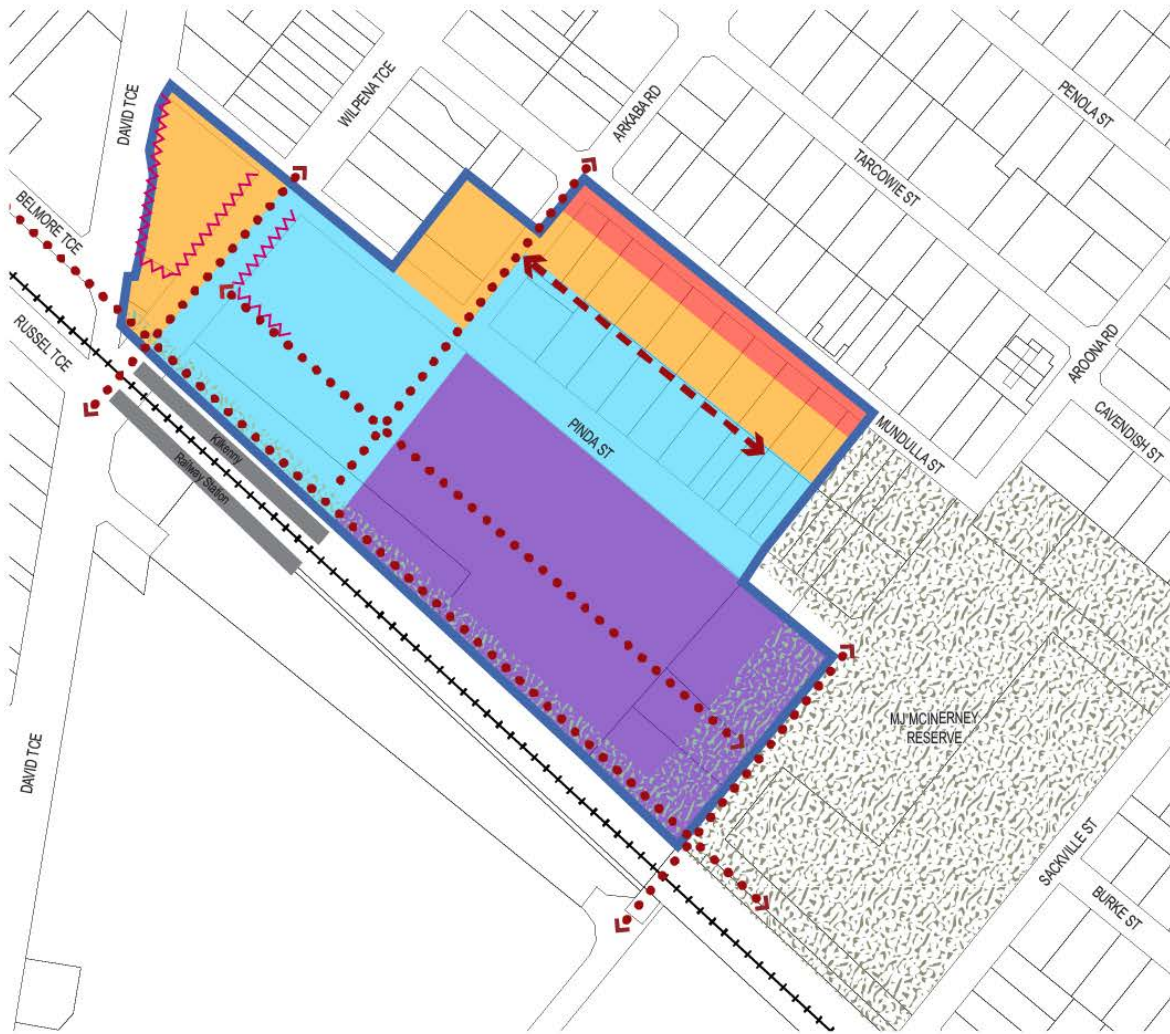 PENOLA ST
WILPENA TCE
ARKABA RD
DAVID TCE
TARCOWIE ST
BELMORE TCE
RUSSEL TCE
AROONA RD
CAVENDISH ST
MUNDULLA ST
PINDA ST
Kilkenny
Railway Station
MJ MCINERNEY
RESERVE
DAVID TCE
SACKVILLE ST
BURKE ST